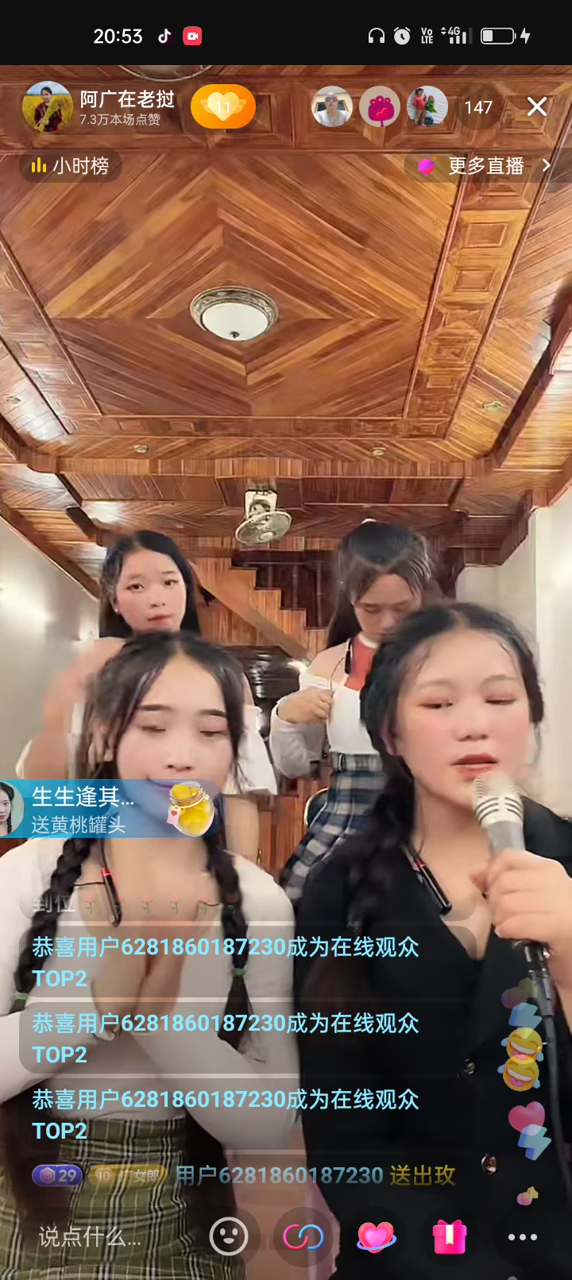 20:53
VoLTE
4G
阿广在老挝
7.3万本场点赞
11
147
小时榜
更多直播
生生逢其...
送黄桃罐头
到位
恭喜用户6281860187230成为在线观众
TOP2
恭喜用户6281860187230成为在线观众
TOP2
恭喜用户6281860187230成为在线观众
TOP2
29 广女郎 用户6281860187230 送出玫
说点什么...